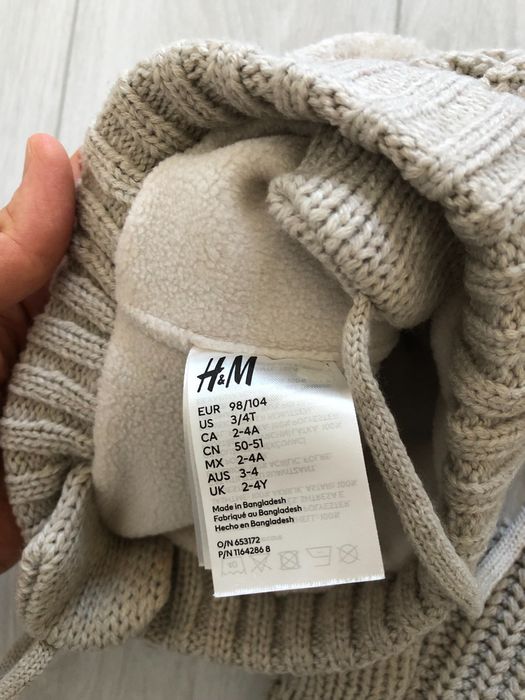 H&M
EUR 98/104
US 3/4T
CA 2-4A
CN 50-51
MX 2-4A
AUS 3-4
UK 2-4Y
Made in Bangladesh
Fabriqué au Bangladesh
Hecho en Bangladesh
O/N 653172
P/N 1164286 8